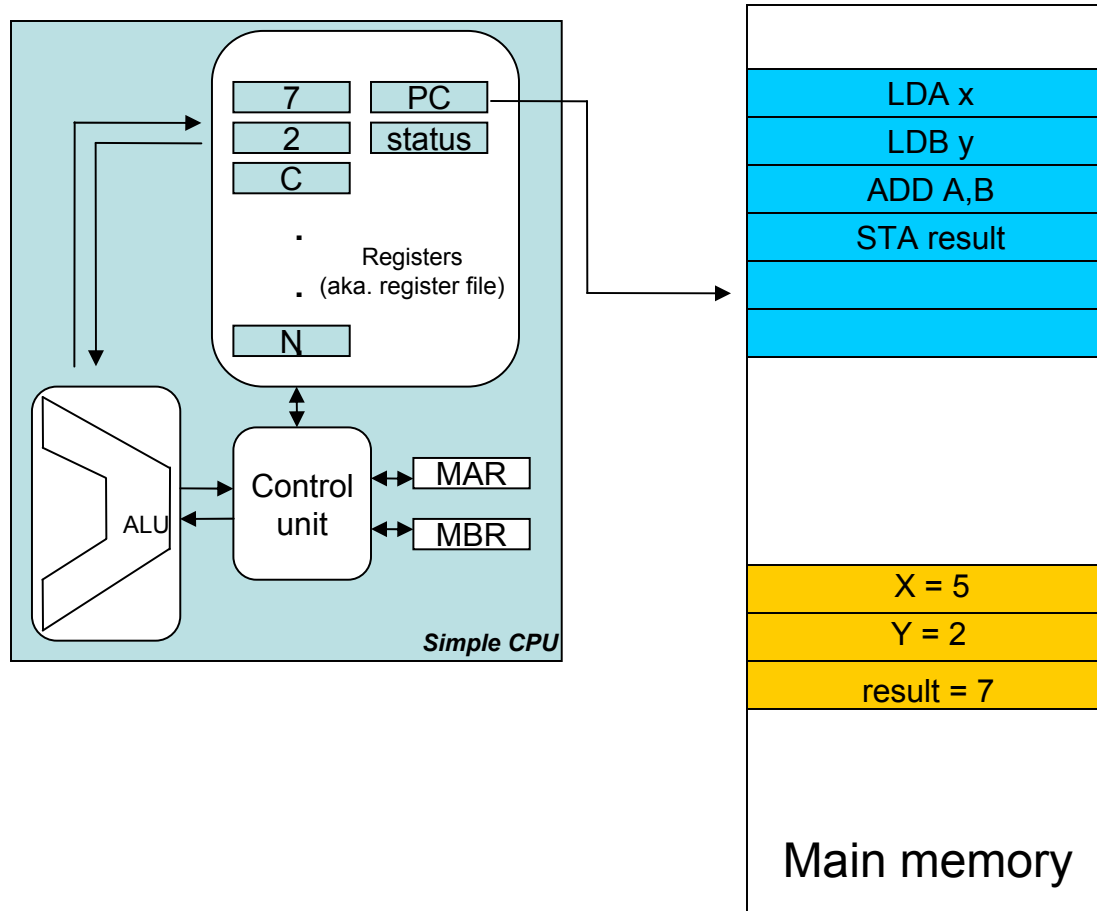 7
PC
2
status
C
.
Registers
.
(aka. register file)
N
.
ALU
Control
unit
MAR
MBR
Simple CPU
LDA x
LDB y
ADD A,B
STA result
X = 5
Y = 2
result = 7
Main memory